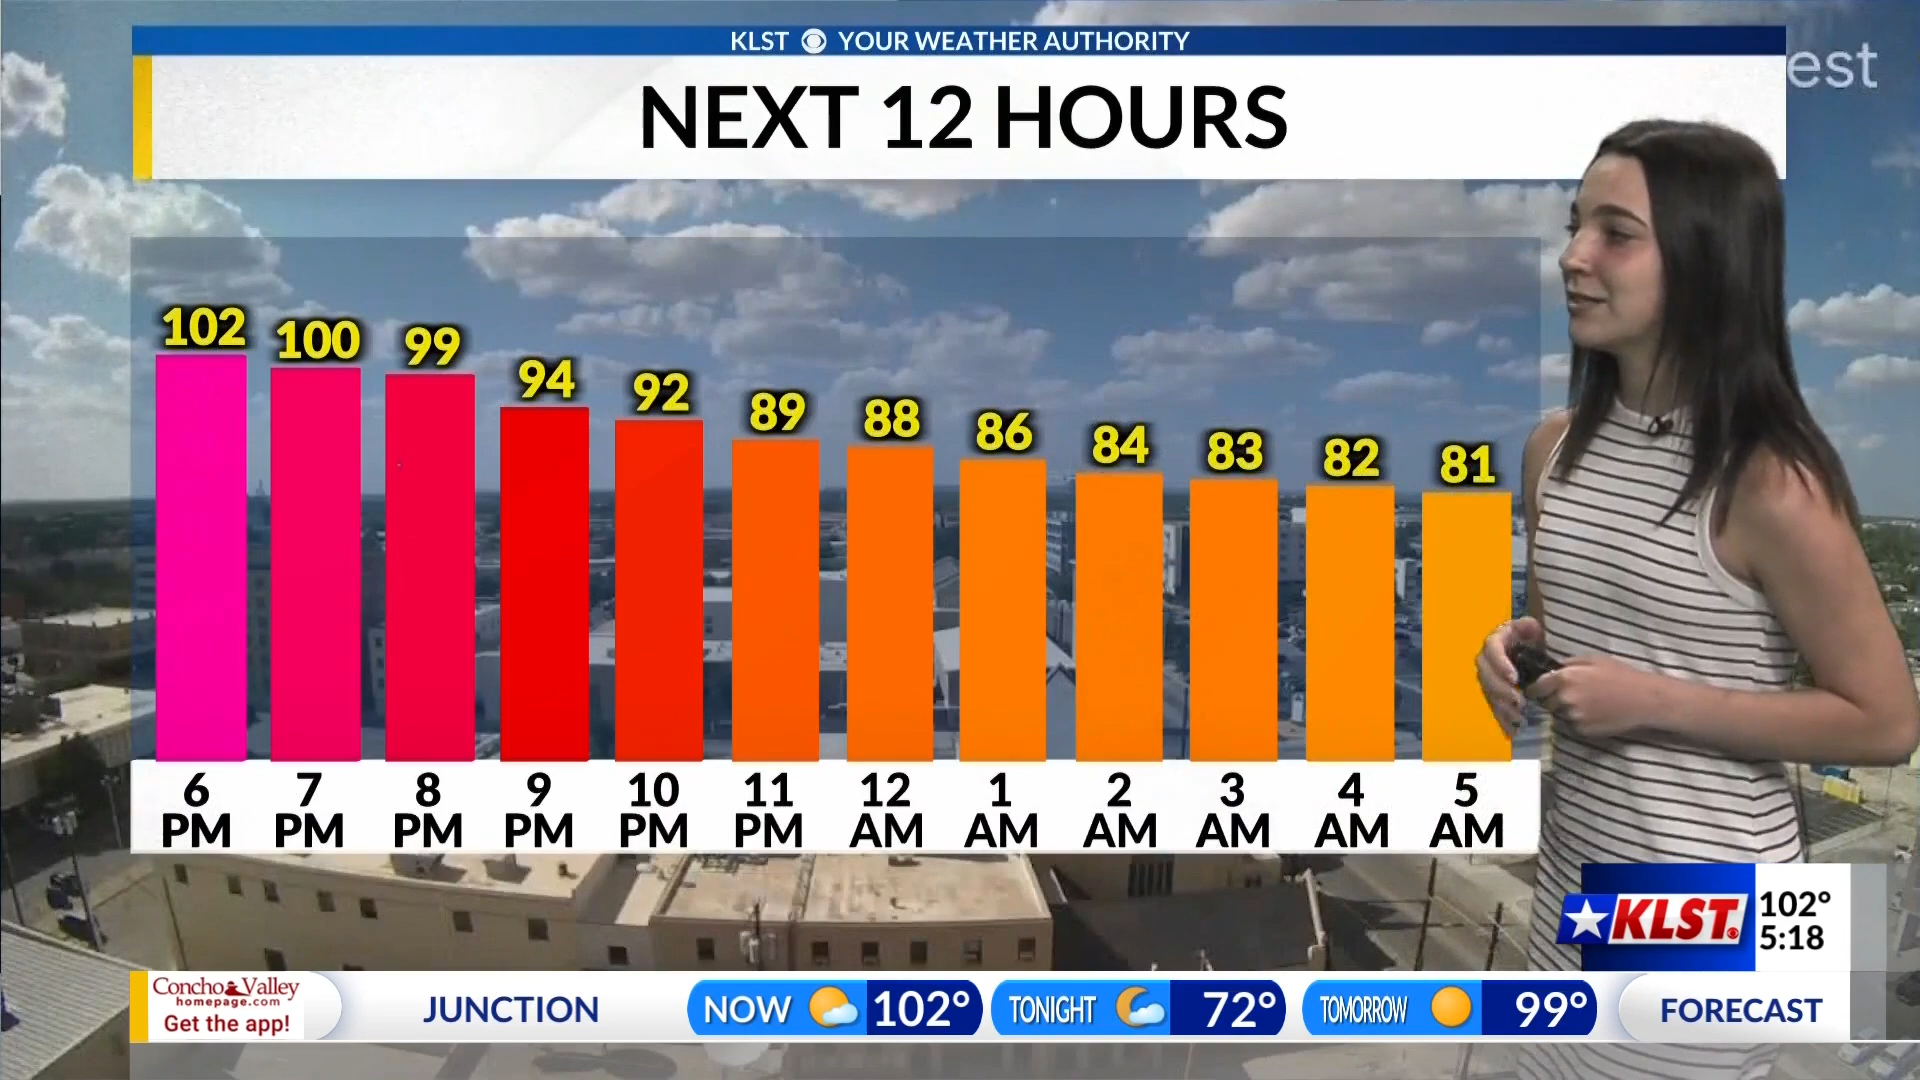 KLST YOUR WEATHER AUTHORITY
est
NEXT 12 HOURS
102 100 99 94 92 89 88 86 84 83 82 81
6 PM 7 PM 8 PM 9 PM 10 PM 11 PM 12 AM 1 AM 2 AM 3 AM 4 AM 5 AM
KLST
102°
5:18
Concho Valley
homepage.com
Get the app!
JUNCTION NOW 102° TONIGHT 72° TOMORROW 99° FORECAST